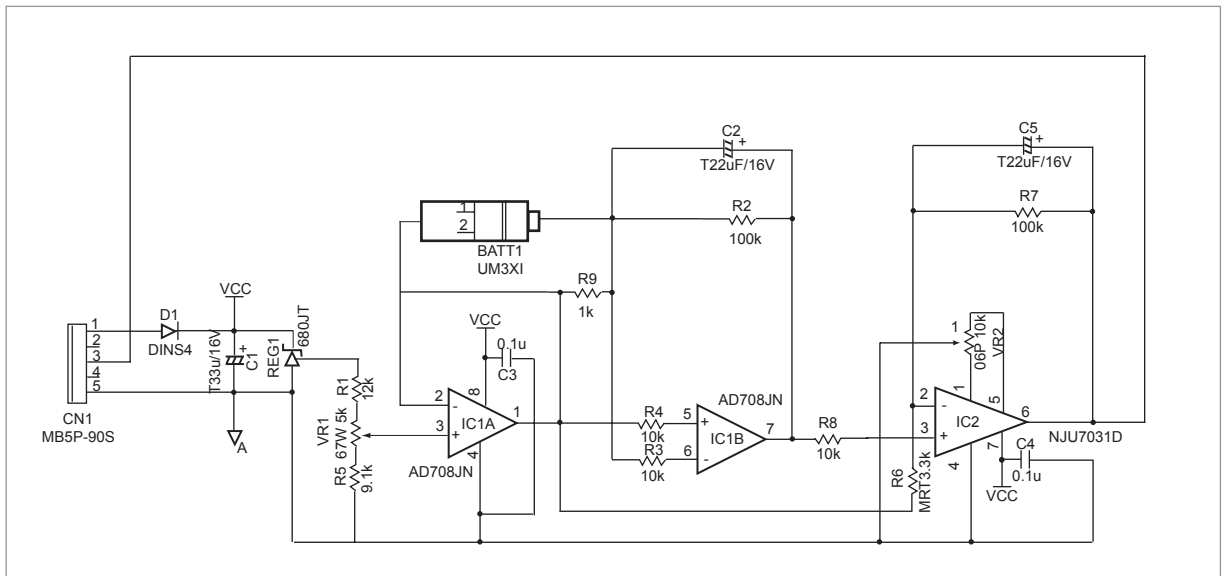 C2
+
T22uF/16V
C5
+
T22uF/16V
1
2
BATT1
UM3XI
R2
100k
R7
100k
R9
1k
VCC
D1
DINS4
1
2
3
4
5
CN1
MB5P-90S
T33u/16V
+
C1
A
REG1
680JT
R1
12k
VR1
67W 5k
R5
9.1k
VCC
0.1u
C3
8
2
-
3
+
1
4
IC1A
AD708JN
R4
10k
R3
10k
5
+
6
-
7
IC1B
AD708JN
R8
10k
1
06P 10k
VR2
1
5
2
-
3
+
6
4
7
IC2
NJU7031D
R6
MRT3.3k
VCC
C4
0.1u